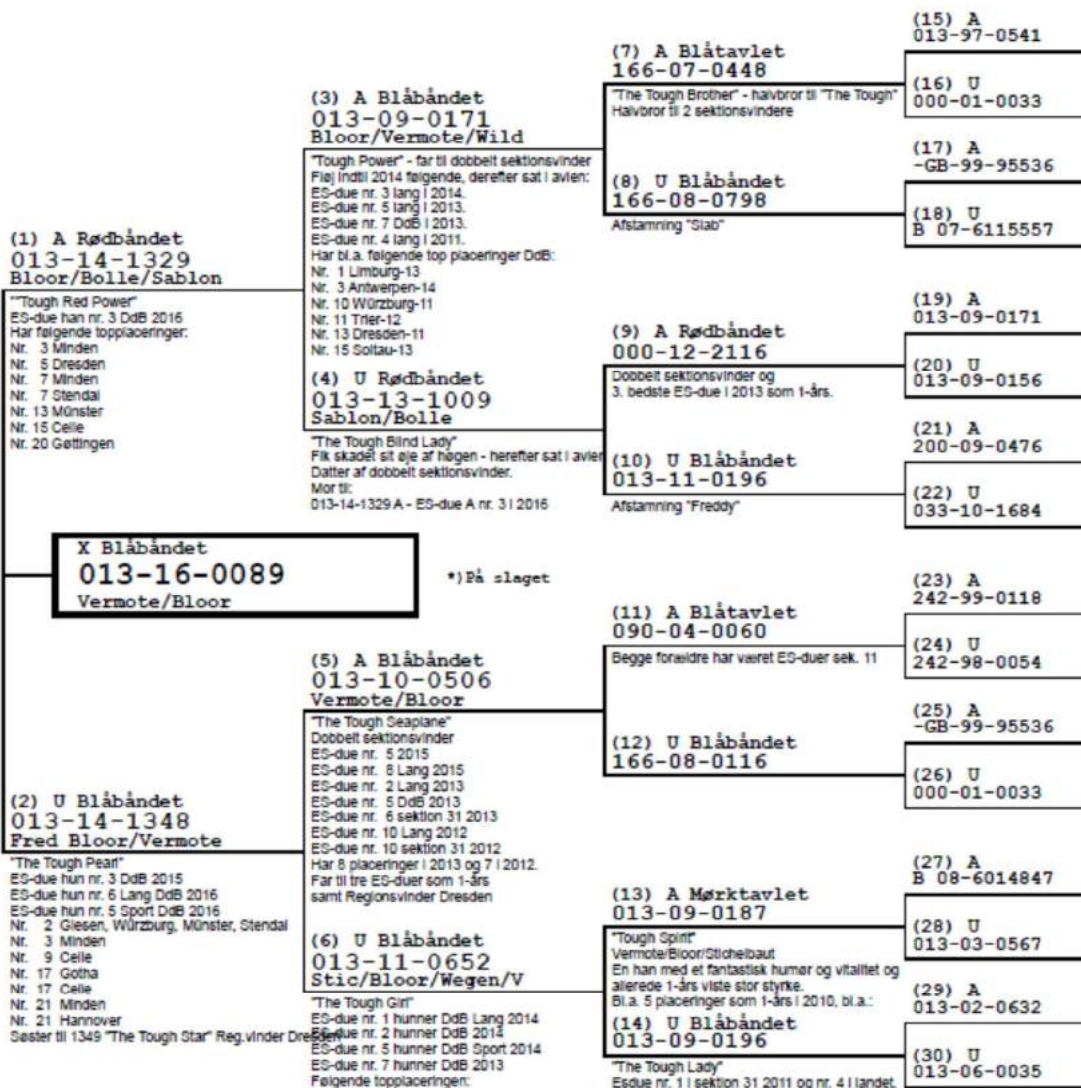 (1) A Rødbåndet
013-14-1329
Bloor/Bolle/Sablon
""Tough Red Power"
ES-due han nr. 3 DdB 2016
Har følgende topplaceringer:
Nr. 3 Minden
Nr. 5 Dresden
Nr. 7 Minden
Nr. 7 Stendal
Nr. 13 Münster
Nr. 15 Celle
Nr. 20 Gøttingen
X Blåbåndet
013-16-0089
Vermote/Bloor
*)På slaget
(2) U Blåbåndet
013-14-1348
Fred Bloor/Vermote
"The Tough Pearl"
ES-due hun nr. 3 DdB 2015
ES-due hun nr. 6 Lang DdB 2016
ES-due hun nr. 5 Sport DdB 2016
Nr. 2 Giesen, Würzburg, Münster, Stendal
Nr. 3 Minden
Nr. 9 Celle
Nr. 17 Gotha
Nr. 17 Celle
Nr. 21 Minden
Nr. 21 Hannover
Søster til 1349 "The Tough Star" Reg.vinder Dresden
(3) A Blåbåndet
013-09-0171
Bloor/Vermote/Wild
"Tough Power" - far til dobbelt sektionsvinder
Fløj indtil 2014 følgende, derefter sat i avlen:
ES-due nr. 3 lang i 2014.
ES-due nr. 5 lang i 2013.
ES-due nr. 7 DdB i 2013.
ES-due nr. 4 lang i 2011.
Har bl.a. følgende top placeringer DdB:
Nr. 1 Limburg-13
Nr. 3 Antwerpen-14
Nr. 10 Würzburg-11
Nr. 11 Trier-12
Nr. 13 Dresden-11
Nr. 15 Soltau-13
(4) U Rødbåndet
013-13-1009
Sablon/Bolle
"The Tough Blind Lady"
Fik skadet sit øje af høgen - herefter sat i avlen
Datter af dobbelt sektionsvinder.
Mor til:
013-14-1329 A - ES-due A nr. 3 i 2016
(5) A Blåbåndet
013-10-0506
Vermote/Bloor
"The Tough Seaplane"
Dobbelt sektionsvinder
ES-due nr. 5 2015
ES-due nr. 8 Lang 2015
ES-due nr. 2 Lang 2013
ES-due nr. 5 DdB 2013
ES-due nr. 6 sektion 31 2013
ES-due nr. 10 Lang 2012
ES-due nr. 10 sektion 31 2012
Har 8 placeringer i 2013 og 7 i 2012.
Far til tre ES-duer som 1-års
samt Regionsvinder Dresden
(6) U Blåbåndet
013-11-0652
Stic/Bloor/Wegen/V
"The Tough Girl"
ES-due nr. 1 hunner DdB Lang 2014
ES-due nr. 2 hunner DdB 2014
ES-due nr. 5 hunner DdB Sport 2014
ES-due nr. 7 hunner DdB 2013
Følgende topplaceringen:
(7) A Blåtavlet
166-07-0448
"The Tough Brother" - halvbror til "The Tough"
Halvbror til 2 sektionsvindere
(8) U Blåbåndet
166-08-0798
Afstamning "Slab"
(9) A Rødbåndet
000-12-2116
Dobbelt sektionsvinder og
3. bedste ES-due i 2013 som 1-års.
(10) U Blåbåndet
013-11-0196
Afstamning "Freddy"
(11) A Blåtavlet
090-04-0060
Begge forældre har været ES-duer sek. 11
(12) U Blåbåndet
166-08-0116
(13) A Mørktavlet
013-09-0187
"Tough Spirit"
Vermote/Bloor/Stichelbaut
En han med et fantastisk humør og vitalitet og
allerede 1-års viste stor styrke.
Bl.a. 5 placeringer som 1-års i 2010, bl.a.:
(14) U Blåbåndet
013-09-0196
"The Tough Lady"
Esdue nr. 1 i sektion 31 2011 og nr. 4 i landet.
(15) A
013-97-0541
(16) U
000-01-0033
(17) A
-GB-99-95536
(18) U
B 07-6115557
(19) A
013-09-0171
(20) U
013-09-0156
(21) A
200-09-0476
(22) U
033-10-1684
(23) A
242-99-0118
(24) U
242-98-0054
(25) A
-GB-99-95536
(26) U
000-01-0033
(27) A
B 08-6014847
(28) U
013-03-0567
(29) A
013-02-0632
(30) U
013-06-0035